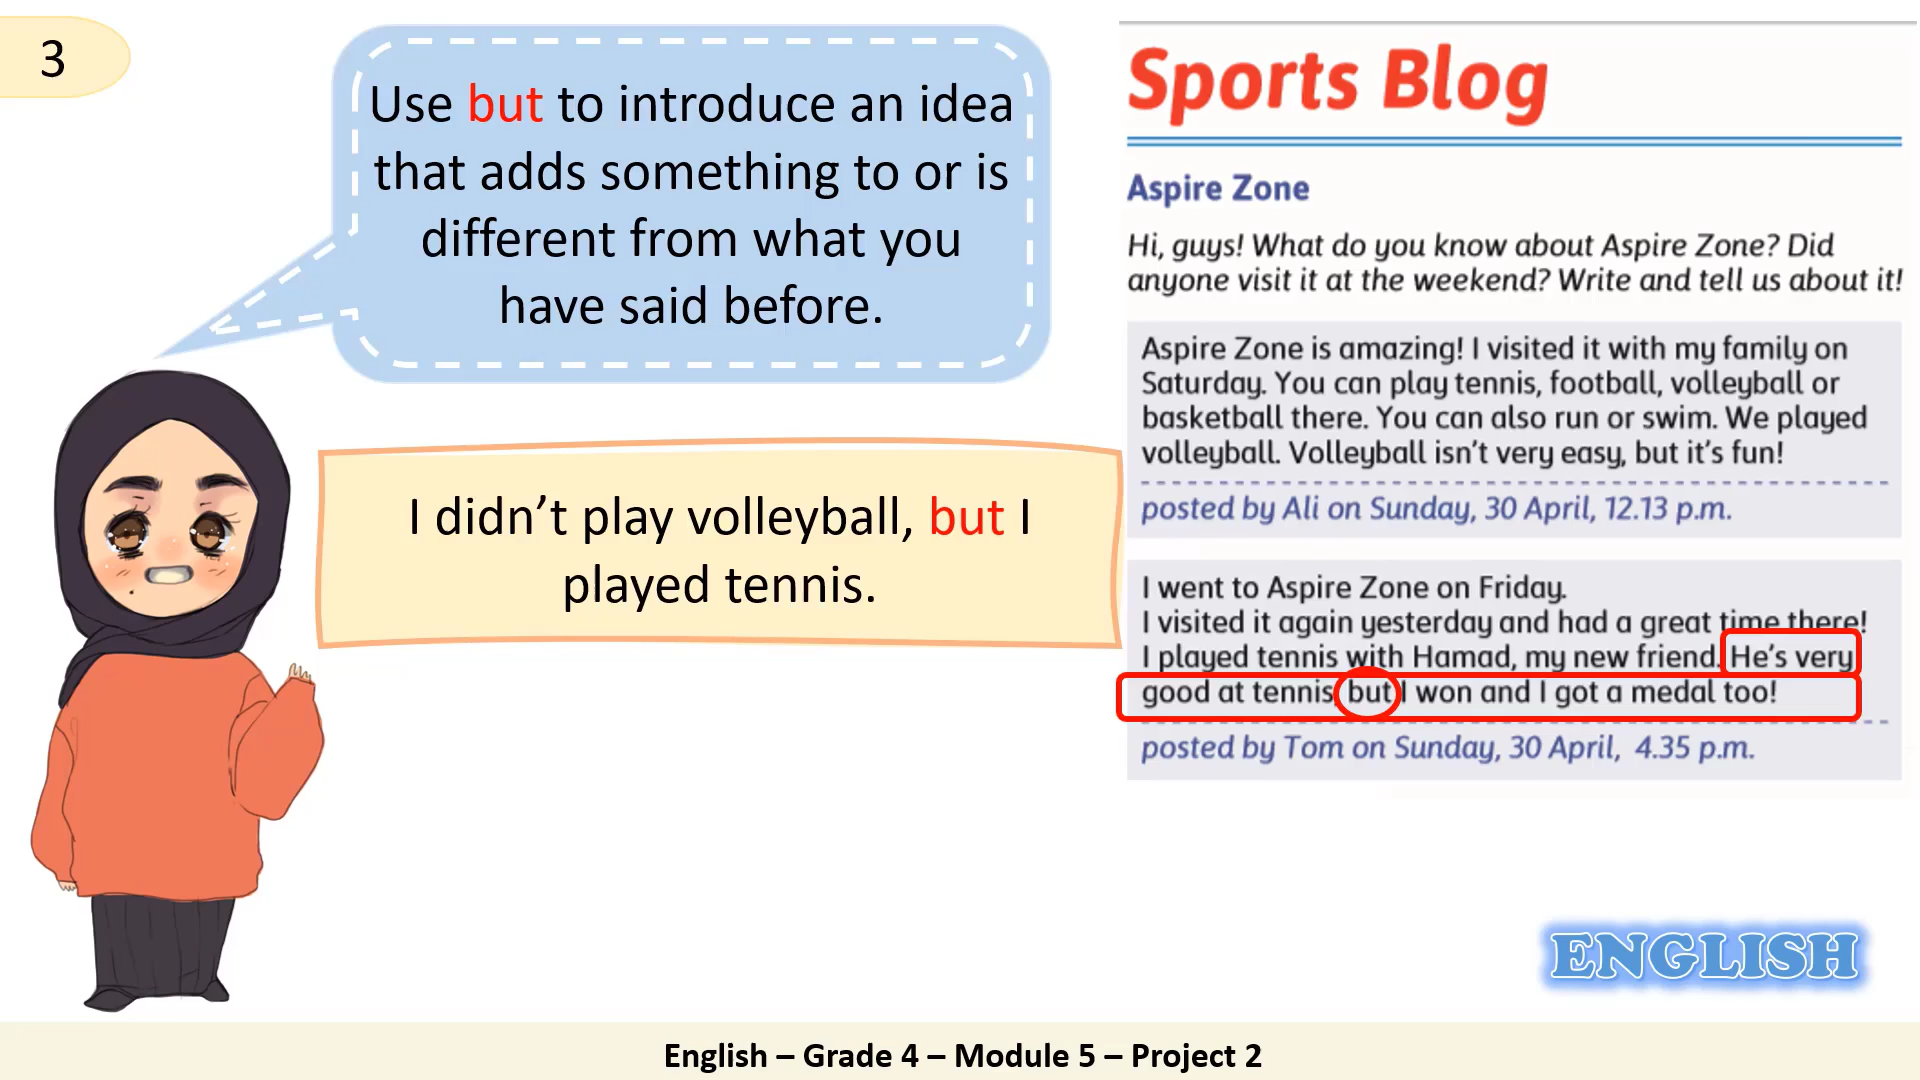 3
Use but to introduce an idea
that adds something to or is
different from what you
have said before.
I didn’t play volleyball, but I
played tennis.
Sports Blog
Aspire Zone
Hi, guys! What do you know about Aspire Zone? Did
anyone visit it at the weekend? Write and tell us about it!
Aspire Zone is amazing! I visited it with my family on
Saturday. You can play tennis, football, volleyball or
basketball there. You can also run or swim. We played
volleyball. Volleyball isn’t very easy, but it’s fun!
posted by Ali on Sunday, 30 April, 12.13 p.m.
I went to Aspire Zone on Friday.
I visited it again yesterday and had a great time there!
I played tennis with Hamad, my new friend. He’s very
good at tennis, but I won and I got a medal too!
posted by Tom on Sunday, 30 April, 4.35 p.m.
ENGLISH
English – Grade 4 – Module 5 – Project 2